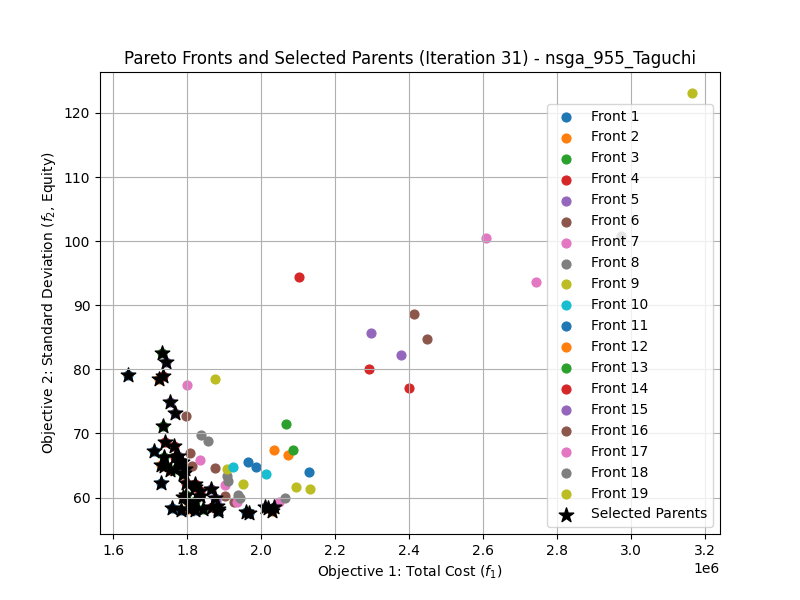 Pareto Fronts and Selected Parents (Iteration 31) - nsga_955_Taguchi
Objective 2: Standard Deviation (f₂, Equity)
120
110
100
90
80
70
60
Front 1
Front 2
Front 3
Front 4
Front 5
Front 6
Front 7
Front 8
Front 9
Front 10
Front 11
Front 12
Front 13
Front 14
Front 15
Front 16
Front 17
Front 18
Front 19
Selected Parents
1.6 1.8 2.0 2.2 2.4 2.6 2.8 3.0 3.2
1e6
Objective 1: Total Cost (f₁)